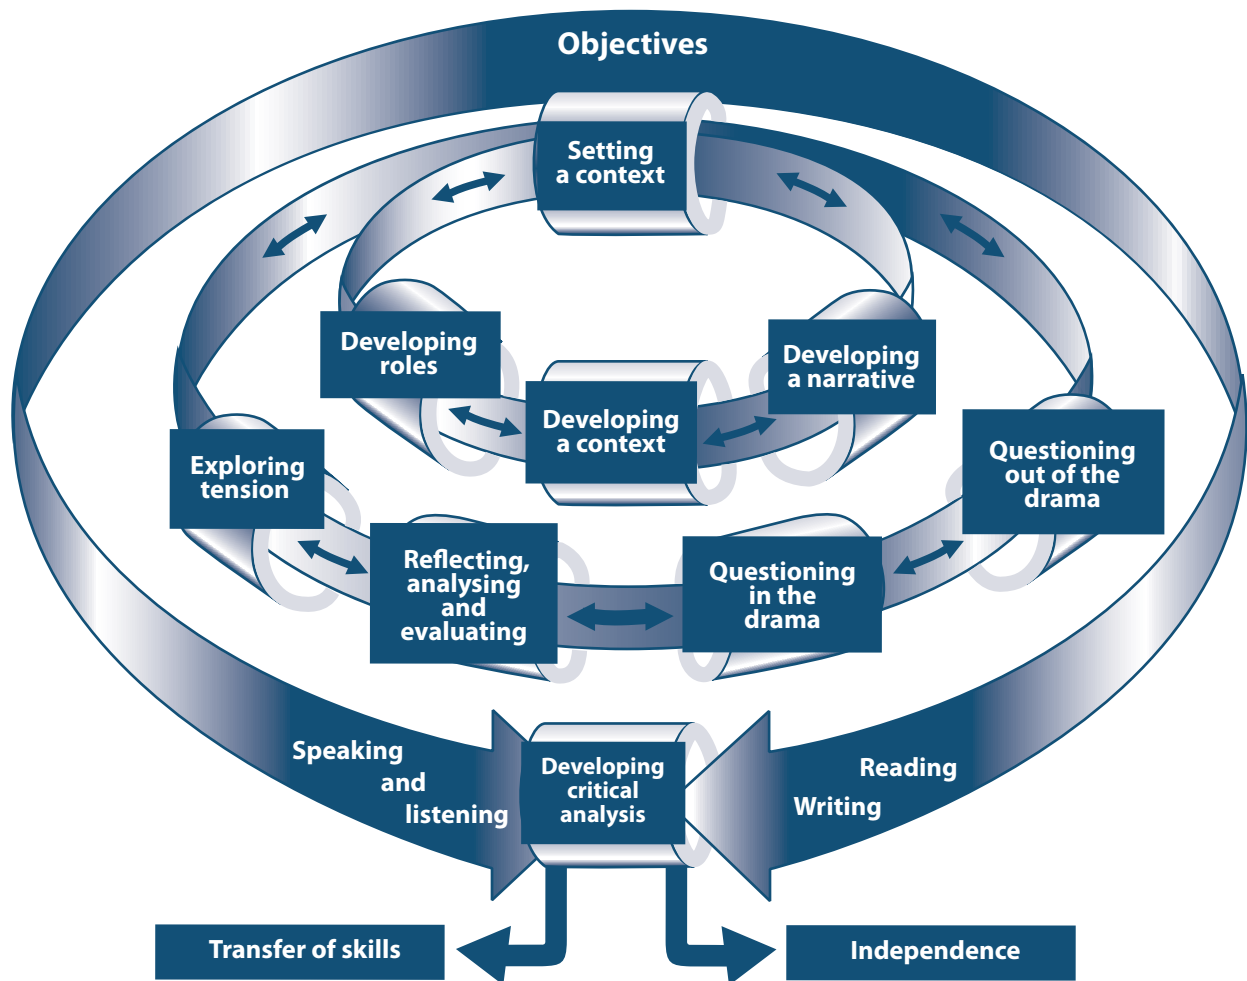 Objectives
Setting
a context
Developing
roles
Developing
a narrative
Developing
a context
Exploring
tension
Questioning
out of the
drama
Reflecting,
analysing
and
evaluating
Questioning
in the
drama
Speaking
and
listening
Developing
critical
analysis
Reading
Writing
Transfer of skills
Independence